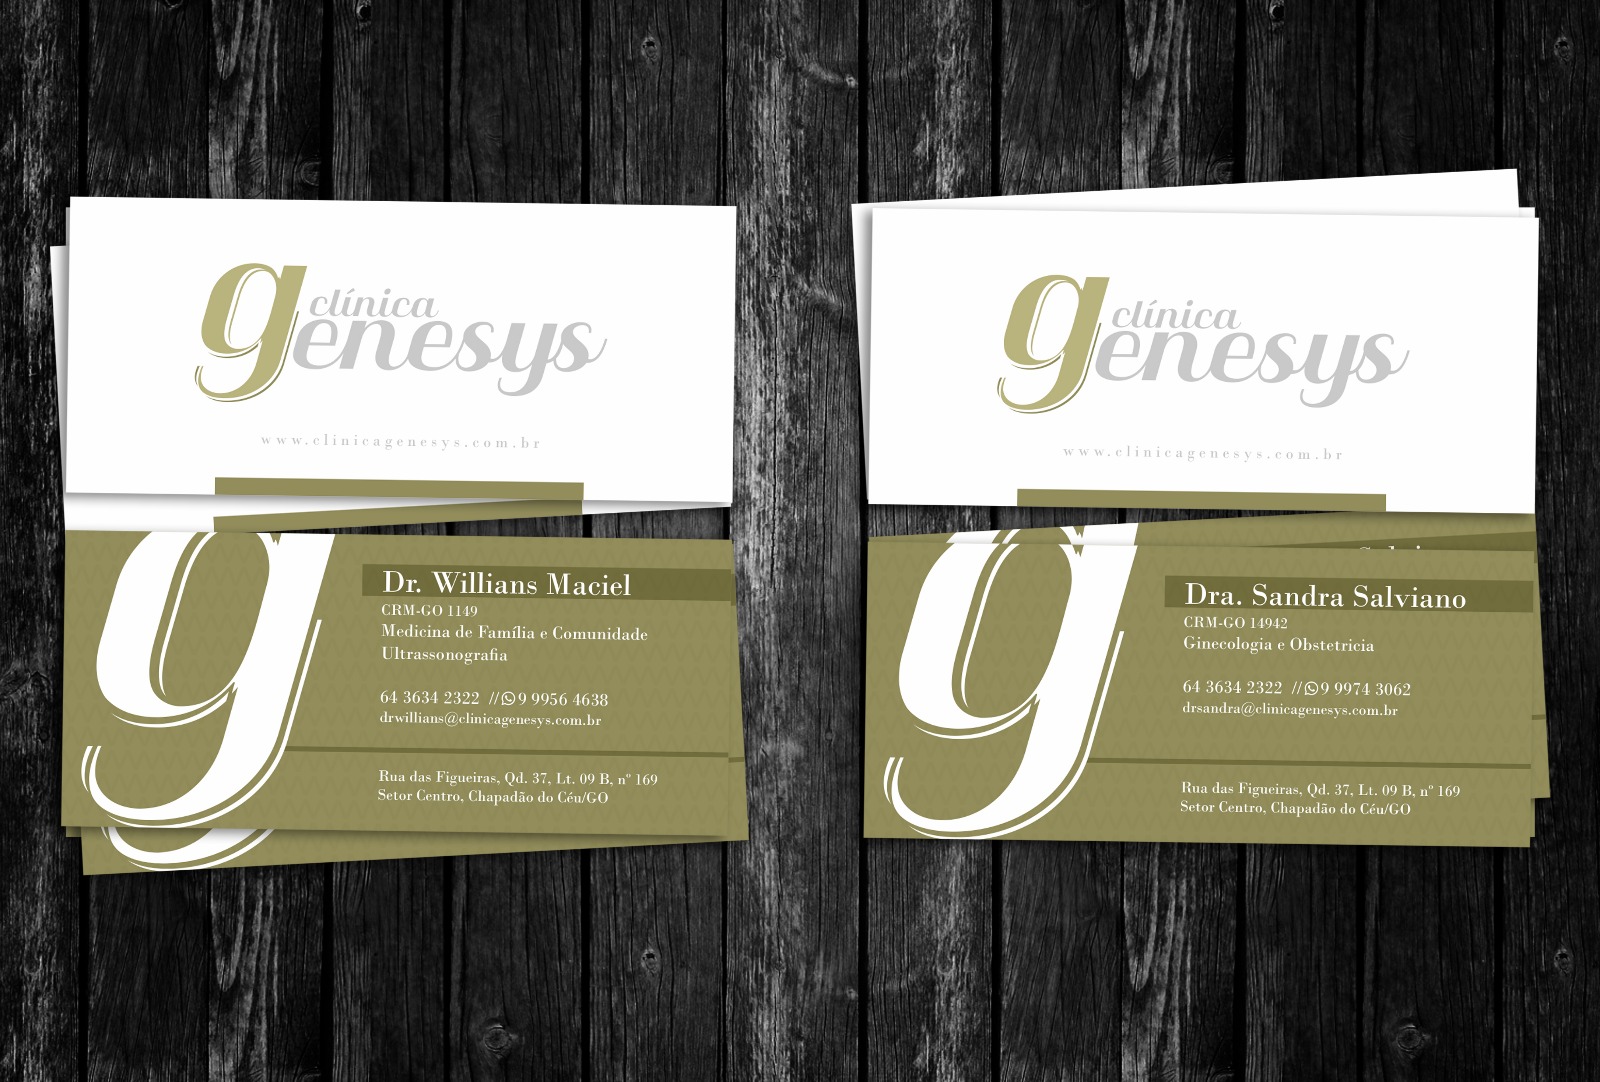 clínica
genesys
www.clinicagenesys.com.br
Dr. Willians Maciel
CRM-GO 1149
Medicina de Família e Comunidade
Ultrassonografia
64 3634 2322 // 9 9956 4638
drwillians@clinicagenesys.com.br
Rua das Figueiras, Qd. 37, Lt. 09 B, nº 169
Setor Centro, Chapadão do Céu/GO
clínica
genesys
www.clinicagenesys.com.br
Dra. Sandra Salviano
CRM-GO 14942
Ginecologia e Obstetricia
64 3634 2322 // 9 9974 3062
drsandra@clinicagenesys.com.br
Rua das Figueiras, Qd. 37, Lt. 09 B, nº 169
Setor Centro, Chapadão do Céu/GO